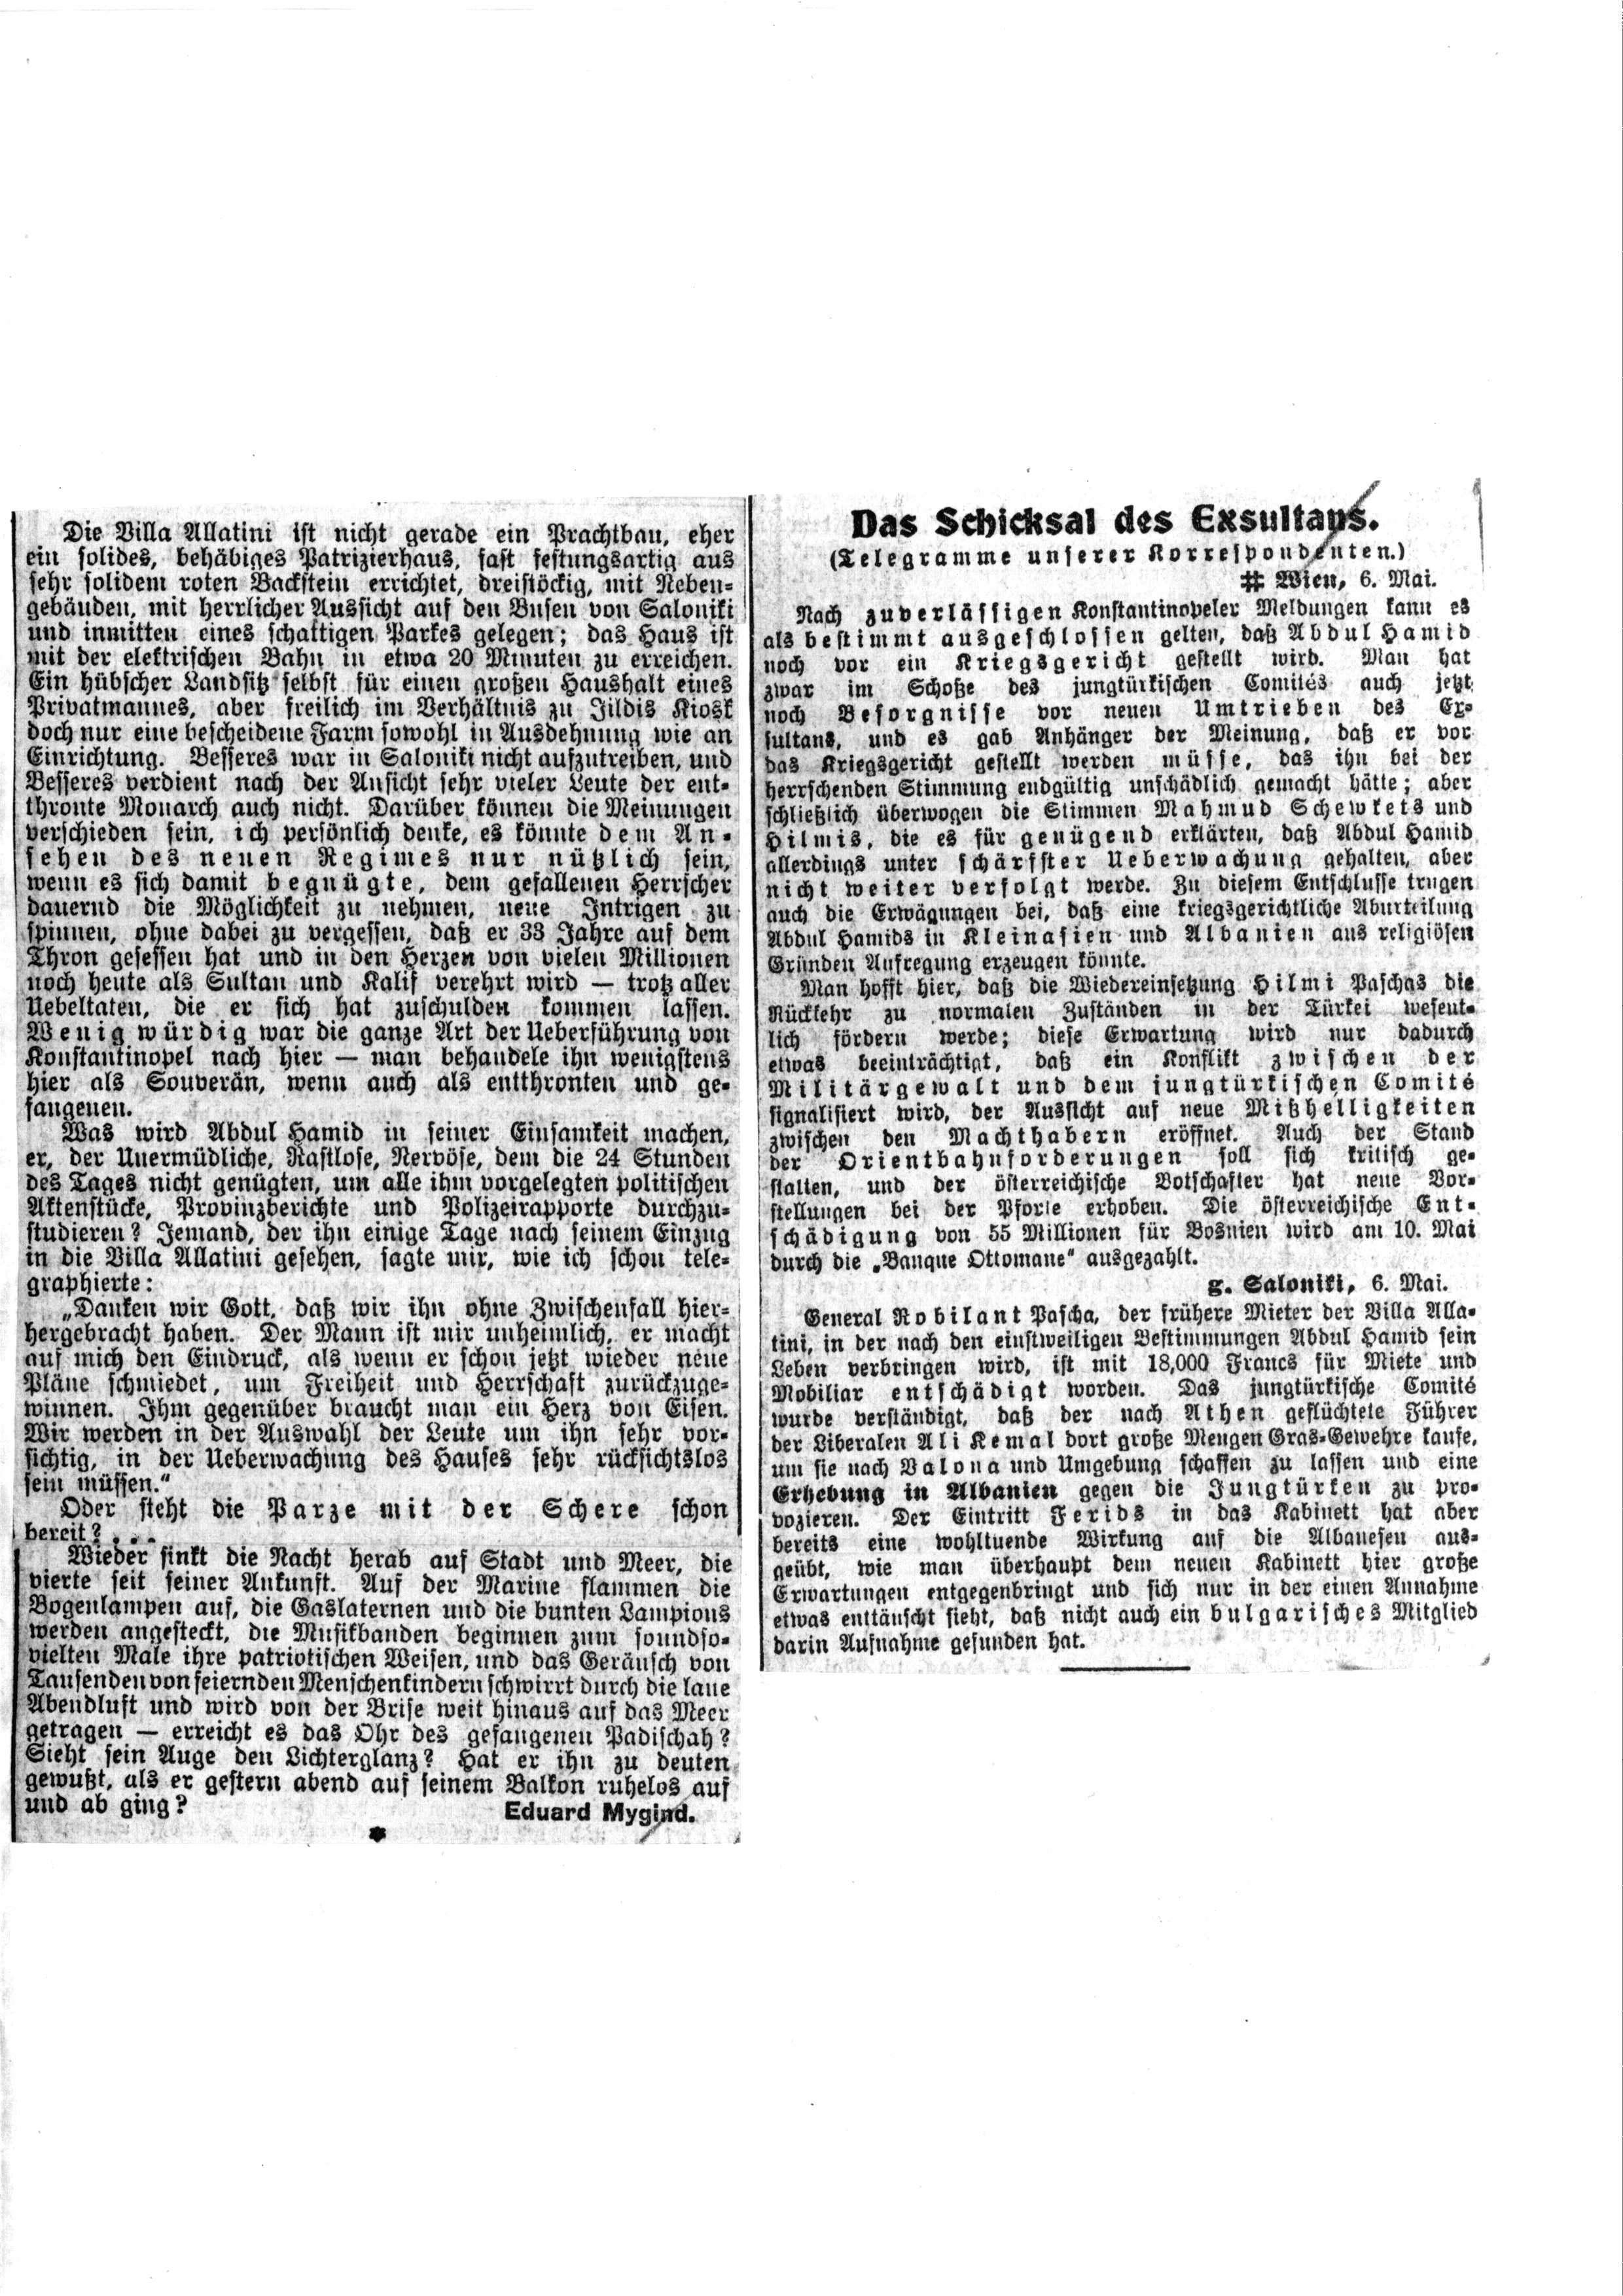 Die Villa Allatini ist nicht gerade ein Prachtbau, eher
ein solides, behäbiges Patrizierhaus, fast festungsartig aus
sehr solidem roten Backstein errichtet, dreistöckig, mit Neben-
gebäuden, mit herrlicher Aussicht auf den Busen von Saloniki
und inmitten eines schattigen Parkes gelegen; das Haus ist
mit der elektrischen Bahn in etwa 20 Minuten zu erreichen.
Ein hübscher Landsitz selbst für einen großen Haushalt eines
Privatmannes, aber freilich im Verhältnis zu Jildis Kiosk
doch nur eine bescheidene Farm sowohl in Ausdehnung wie an
Einrichtung. Besseres war in Saloniki nicht aufzutreiben, und
Besseres verdient nach der Ansicht sehr vieler Leute der ent-
thronte Monarch auch nicht. Darüber können die Meinungen
verschieden sein, ich persönlich denke, es könnte dem An-
sehen des neuen Regimes nur nützlich sein,
wenn es sich damit begnügte, dem gefallenen Herrscher
dauernd die Möglichkeit zu nehmen, neue Intrigen zu
spinnen, ohne dabei zu vergessen, daß er 33 Jahre auf dem
Thron gesessen hat und in den Herzen von vielen Millionen
noch heute als Sultan und Kalif verehrt wird — trotz aller
Uebeltaten, die er sich hat zuschulden kommen lassen.
Wenig würdig war die ganze Art der Ueberführung von
Konstantinopel nach hier — man behandele ihn wenigstens
hier als Souverän, wenn auch als entthronten und ge-
fangenen.
Was wird Abdul Hamid in seiner Einsamkeit machen,
er, der Unermüdliche, Rastlose, Nervöse, dem die 24 Stunden
des Tages nicht genügten, um alle ihm vorgelegten politischen
Aktenstücke, Provinzberichte und Polizeirapporte durchzu-
studieren? Jemand, der ihn einige Tage nach seinem Einzug
in die Villa Allatini gesehen, sagte mir, wie ich schon tele-
graphierte:
„Danken wir Gott, daß wir ihn ohne Zwischenfall hier-
hergebracht haben. Der Mann ist mir unheimlich, er macht
auf mich den Eindruck, als wenn er schon jetzt wieder neue
Pläne schmiedet, um Freiheit und Herrschaft zurückzuge-
winnen. Ihm gegenüber braucht man ein Herz von Eisen.
Wir werden in der Auswahl der Leute um ihn sehr vor-
sichtig, in der Ueberwachung des Hauses sehr rücksichtslos
sein müssen.“
Oder steht die Parze mit der Schere schon
bereit? . . .
Wieder sinkt die Nacht herab auf Stadt und Meer, die
vierte seit seiner Ankunft. Auf der Marine flammen die
Bogenlampen auf, die Gaslaternen und die bunten Lampions
werden angesteckt, die Musikbanden beginnen zum soundso-
vielten Male ihre patriotischen Weisen, und das Geräusch von
Tausenden von feiernden Menschenkindern schwirrt durch die laue
Abendluft und wird von der Brise weit hinaus auf das Meer
getragen — erreicht es das Ohr des gefangenen Padischah?
Sieht sein Auge den Lichterglanz? Hat er ihn zu deuten
gewußt, als er gestern abend auf seinem Balkon ruhelos auf
und ab ging?
Eduard Mygind.
*
Das Schicksal des Exsultans.
(Telegramme unserer Korrespondenten.)
⌗ Wien, 6. Mai.
Nach zuverlässigen Konstantinopeler Meldungen kann es
als bestimmt ausgeschlossen gelten, daß Abdul Hamid
noch vor ein Kriegsgericht gestellt wird. Man hat
zwar im Schoße des jungtürkischen Comités auch jetzt
noch Besorgnisse vor neuen Umtrieben des Ex-
sultans, und es gab Anhänger der Meinung, daß er vor
das Kriegsgericht gestellt werden müsse, das ihn bei der
herrschenden Stimmung endgültig unschädlich gemacht hätte; aber
schließlich überwogen die Stimmen Mahmud Schewkets und
Hilmis, die es für genügend erklärten, daß Abdul Hamid
allerdings unter schärfster Ueberwachung gehalten, aber
nicht weiter verfolgt werde. Zu diesem Entschlusse trugen
auch die Erwägungen bei, daß eine kriegsgerichtliche Aburteilung
Abdul Hamids in Kleinasien und Albanien aus religiösen
Gründen Aufregung erzeugen könnte.
Man hofft hier, daß die Wiedereinsetzung Hilmi Paschas die
Rückkehr zu normalen Zuständen in der Türkei wesent-
lich fördern werde; diese Erwartung wird nur dadurch
etwas beeinträchtigt, daß ein Konflikt zwischen der
Militärgewalt und dem jungtürkischen Comité
signalisiert wird, der Aussicht auf neue Mißhelligkeiten
zwischen den Machthabern eröffnet. Auch der Stand
der Orientbahnforderungen soll sich kritisch ge-
stalten, und der österreichische Botschafter hat neue Vor-
stellungen bei der Pforte erhoben. Die österreichische Ent-
schädigung von 55 Millionen für Bosnien wird am 10. Mai
durch die „Banque Ottomane“ ausgezahlt.
g. Saloniki, 6. Mai.
General Robilant Pascha, der frühere Mieter der Villa Alla-
tini, in der nach den einstweiligen Bestimmungen Abdul Hamid sein
Leben verbringen wird, ist mit 18,000 Francs für Miete und
Mobiliar entschädigt worden. Das jungtürkische Comité
wurde verständigt, daß der nach Athen geflüchtete Führer
der Liberalen Ali Kemal dort große Mengen Gras-Gewehre kaufe,
um sie nach Valona und Umgebung schaffen zu lassen und eine
Erhebung in Albanien gegen die Jungtürken zu pro-
vozieren. Der Eintritt Ferids in das Kabinett hat aber
bereits eine wohltuende Wirkung auf die Albanesen aus-
geübt, wie man überhaupt dem neuen Kabinett hier große
Erwartungen entgegenbringt und sich nur in der einen Annahme
etwas enttäuscht sieht, daß nicht auch ein bulgarisches Mitglied
darin Aufnahme gefunden hat.